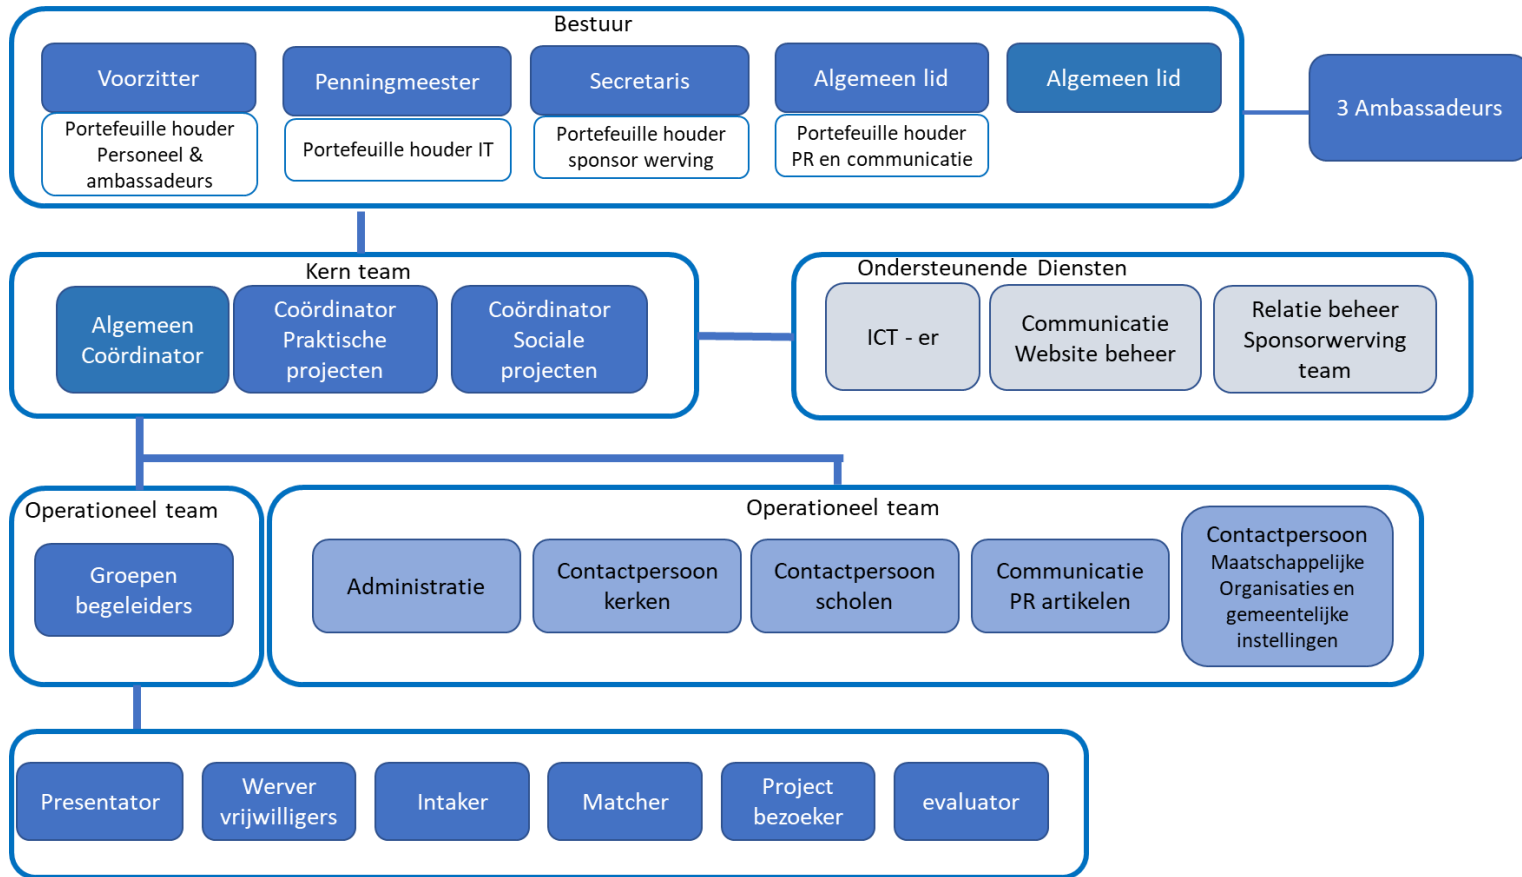 Bestuur
Voorzitter
Portefeuille houder
Personeel &
ambassadeurs
Penningmeester
Portefeuille houder IT
Secretaris
Portefeuille houder
sponsor werving
Algemeen lid
Portefeuille houder
PR en communicatie
Algemeen lid
3 Ambassadeurs
Kern team
Algemeen
Coördinator
Coördinator
Praktische
projecten
Coördinator
Sociale
projecten
Ondersteunende Diensten
ICT - er
Communicatie
Website beheer
Relatie beheer
Sponsorwerving
team
Operationeel team
Groepen
begeleiders
Operationeel team
Administratie
Contactpersoon
kerken
Contactpersoon
scholen
Communicatie
PR artikelen
Contactpersoon
Maatschappelijke
Organisaties en
gemeentelijke
instellingen
Presentator
Werver
vrijwilligers
Intaker
Matcher
Project
bezoeker
evaluator